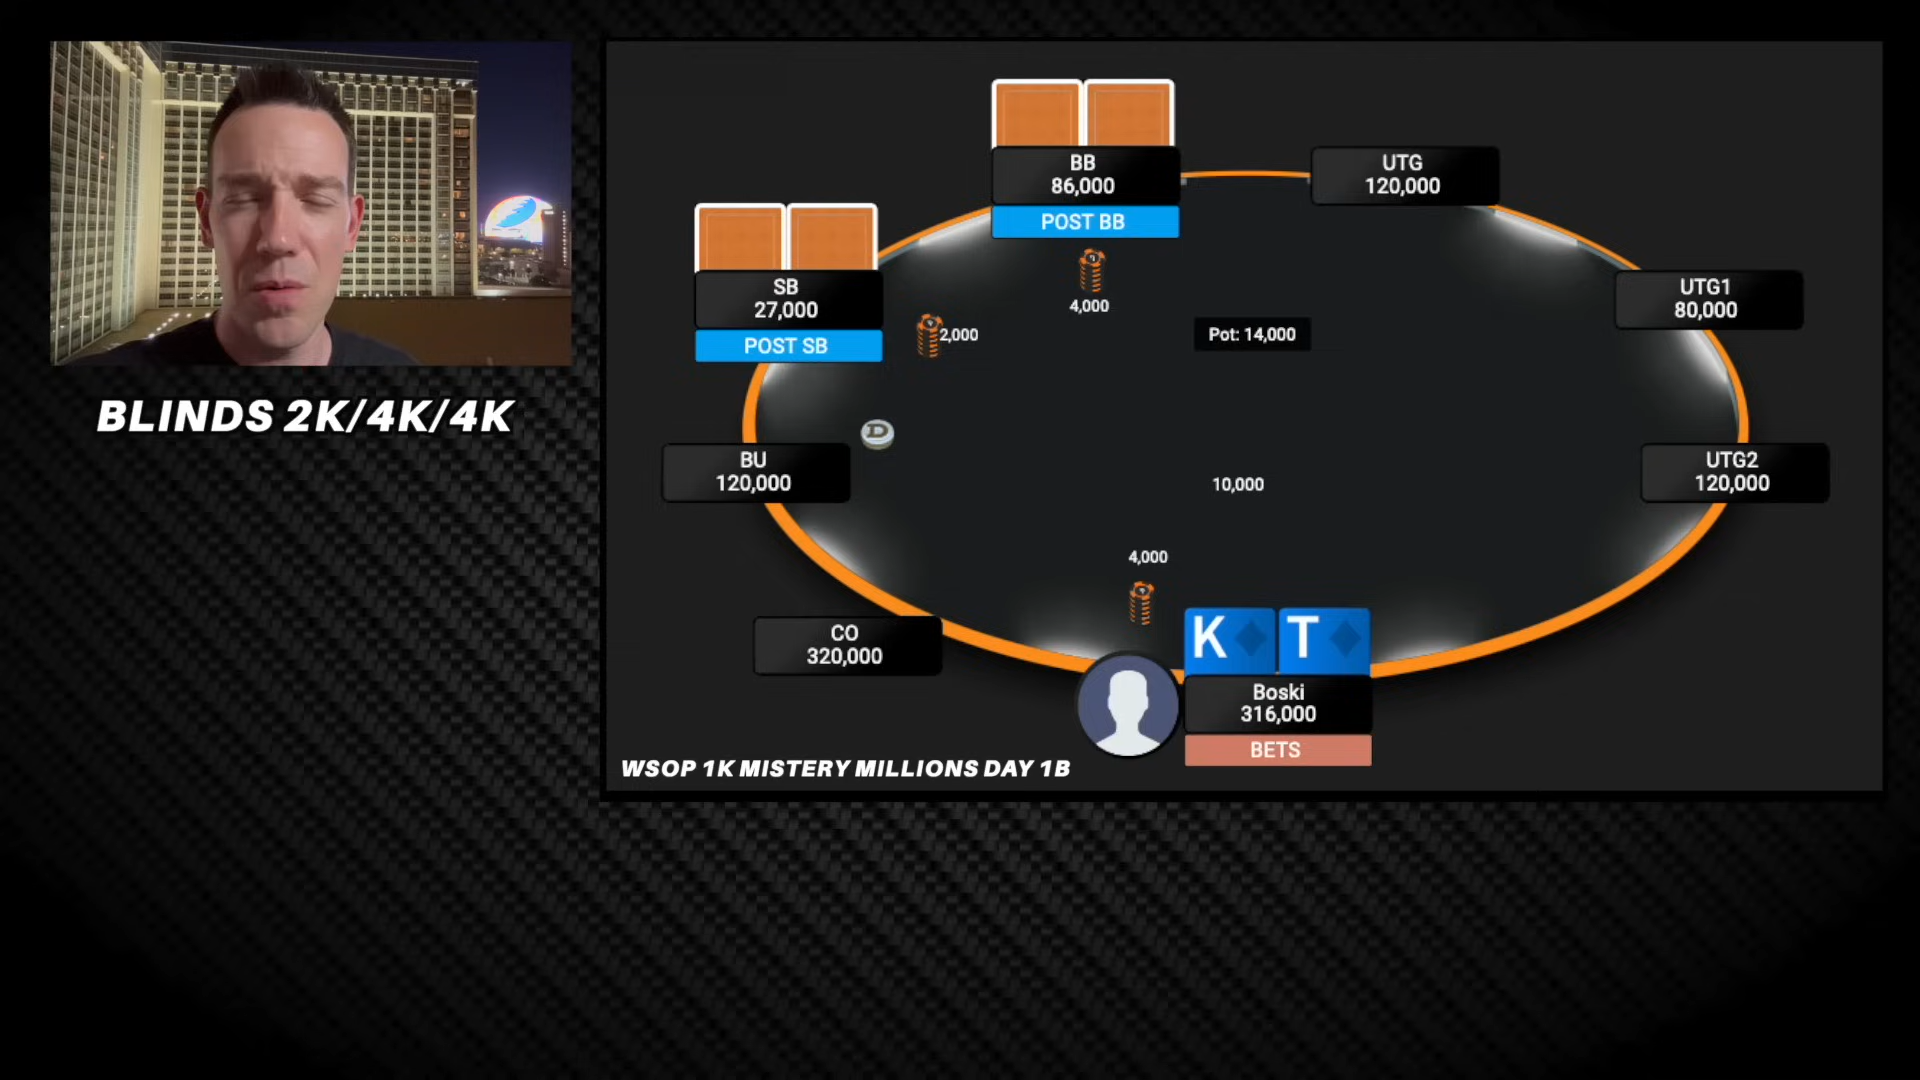 BB
86,000
POST BB
UTG
120,000
SB
27,000
POST SB
4,000
2,000
Pot: 14,000
UTG1
80,000
BLINDS 2K/4K/4K
D
BU
120,000
10,000
UTG2
120,000
4,000
CO
320,000
K T
Boski
316,000
BETS
WSOP 1K MISTERY MILLIONS DAY 1B